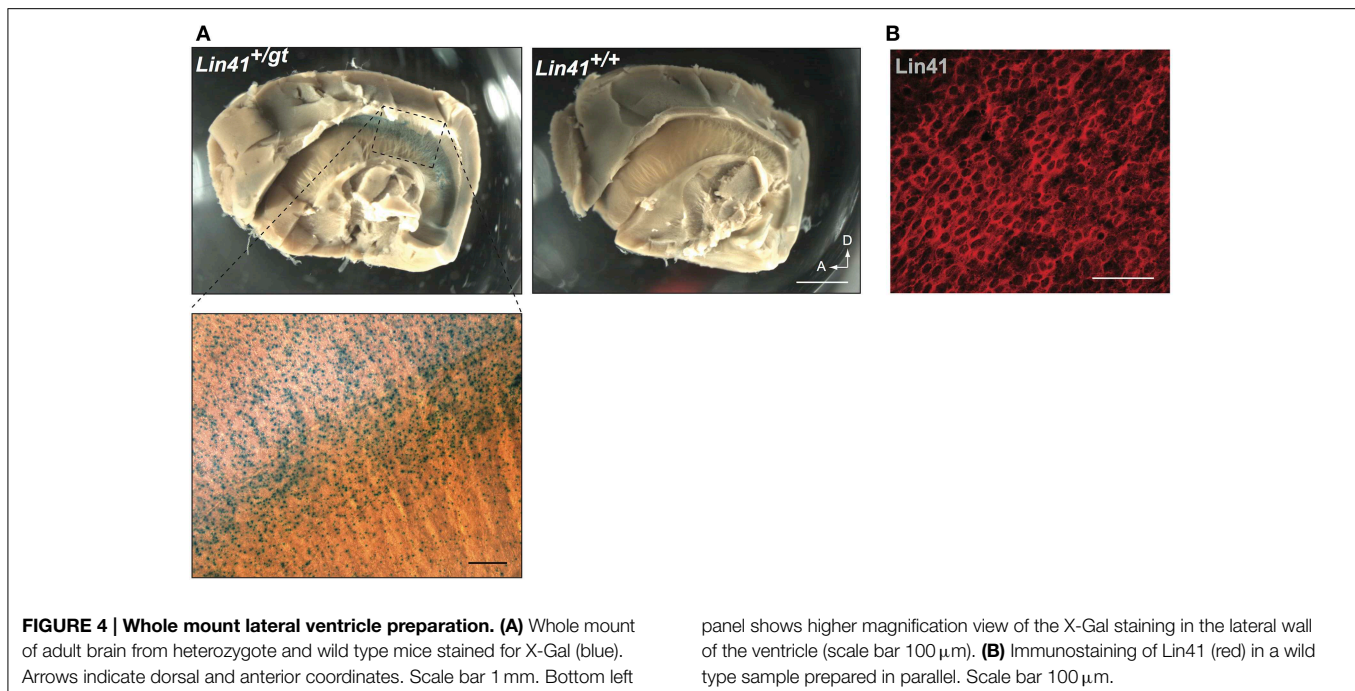 A
B
Lin41+/gt
Lin41+/+
Lin41
D
A
FIGURE 4 | Whole mount lateral ventricle preparation. (A) Whole mount
of adult brain from heterozygote and wild type mice stained for X-Gal (blue).
Arrows indicate dorsal and anterior coordinates. Scale bar 1 mm. Bottom left
panel shows higher magnification view of the X-Gal staining in the lateral wall
of the ventricle (scale bar 100 μm). (B) Immunostaining of Lin41 (red) in a wild
type sample prepared in parallel. Scale bar 100 μm.